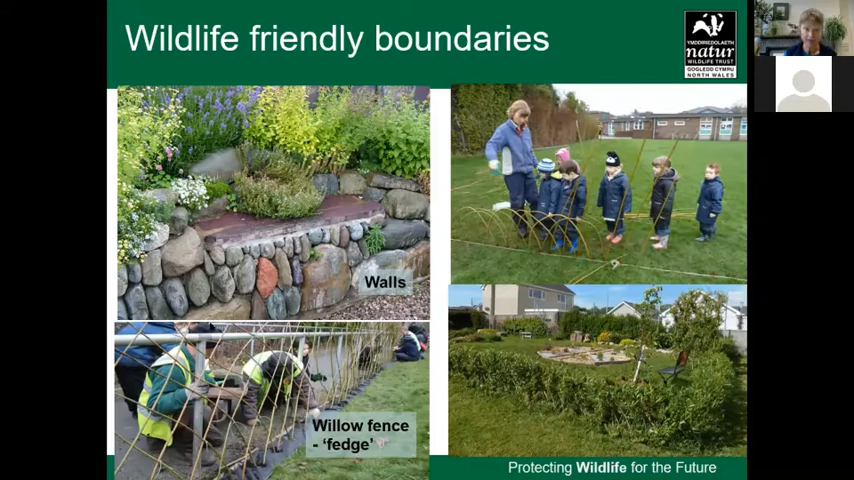 Wildlife friendly boundaries
YMDDIRIEDOLAETH
natur
WILDLIFE TRUST
GOGLEDD CYMRU
NORTH WALES
Walls
Willow fence
- ‘fedge’
Protecting Wildlife for the Future